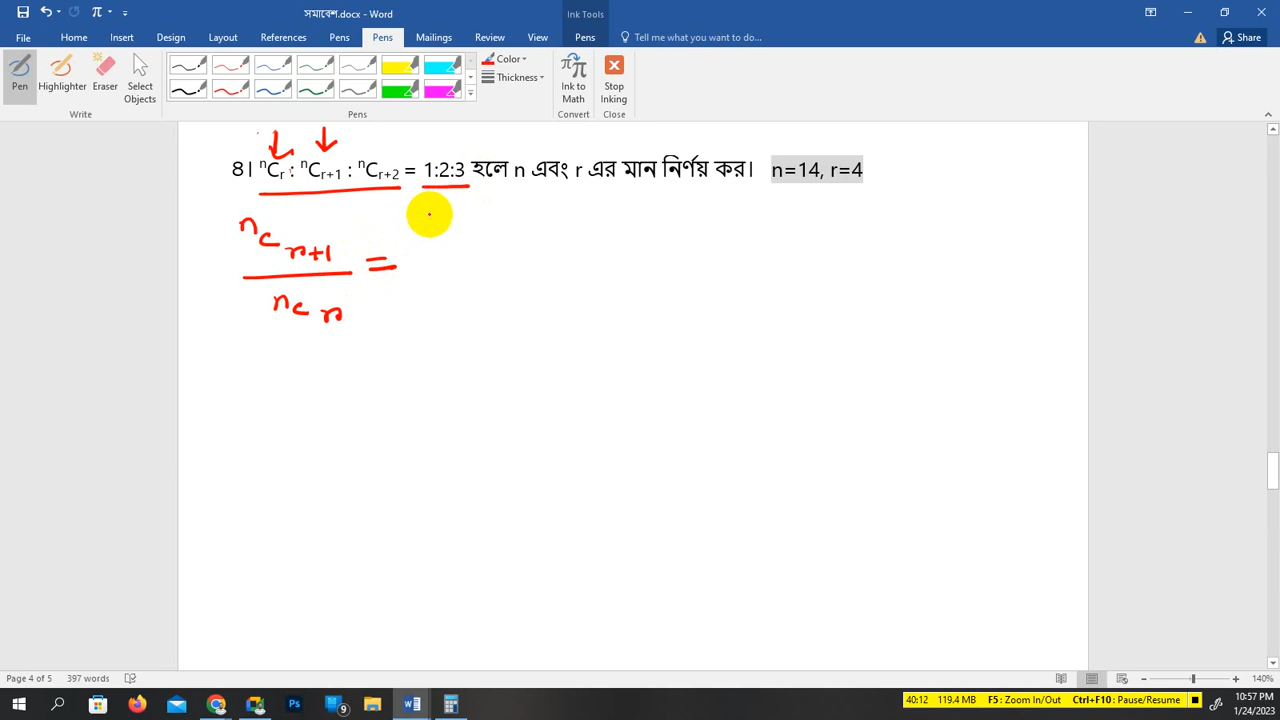 সমাবেশ.docx - Word
Ink Tools
File Home Insert Design Layout References Mailings Review View Pens Tell me what you want to do... Share
Pen Highlighter Eraser Select Objects
Color
Thickness
Ink to Math
Stop Inking
Write Pens Convert Close
৪। ⁿCᵣ : ⁿCᵣ₊₁ : ⁿCᵣ₊₂ = 1:2:3 হলে n এবং r এর মান নির্ণয় কর। n=14, r=4
ⁿCᵣ₊₁
=
ⁿCᵣ
Page 4 of 5 397 words 140%
40:12 119.4 MB F5: Zoom In/Out Ctrl+F10: Pause/Resume
10:57 PM
1/24/2023